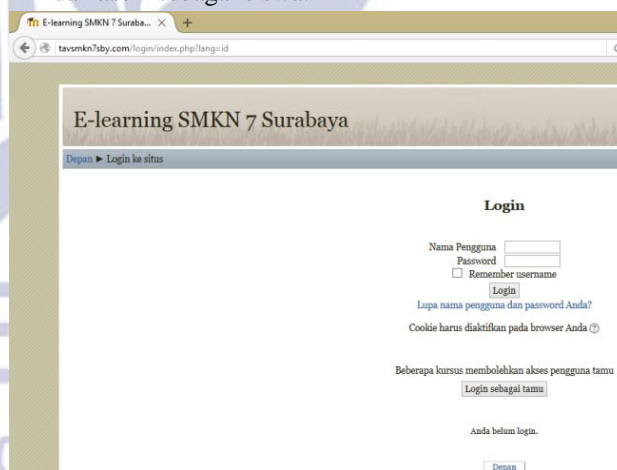 E-learning SMKN 7 Suraba... × +
tavsmkn7sby.com/login/index.php?lang=id
E-learning SMKN 7 Surabaya
Depan ► Login ke situs
Login
Nama Pengguna
Password
Remember username
Login
Lupa nama pengguna dan password Anda?
Cookie harus diaktifkan pada browser Anda
Beberapa kursus membolehkan akses pengguna tamu
Login sebagai tamu
Anda belum login.
Depan